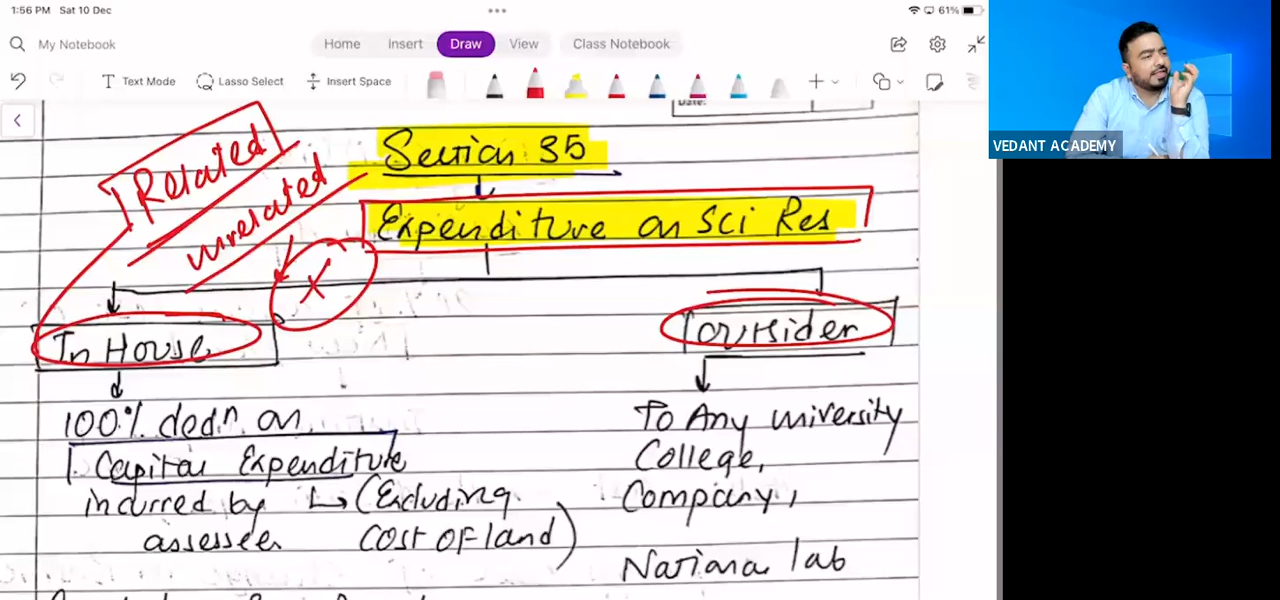 1:56 PM Sat 10 Dec
61%
My Notebook
Home Insert Draw View Class Notebook
Text Mode Lasso Select Insert Space
Date:
VEDANT ACADEMY
Section 35
Related
unrelated
Expenditure on Sci Res
X
In House
outsider
100% dedn on
1. Capital Expenditure
incurred by
assessee
(Excluding
cost of land)
To Any university
College,
Company,
National lab